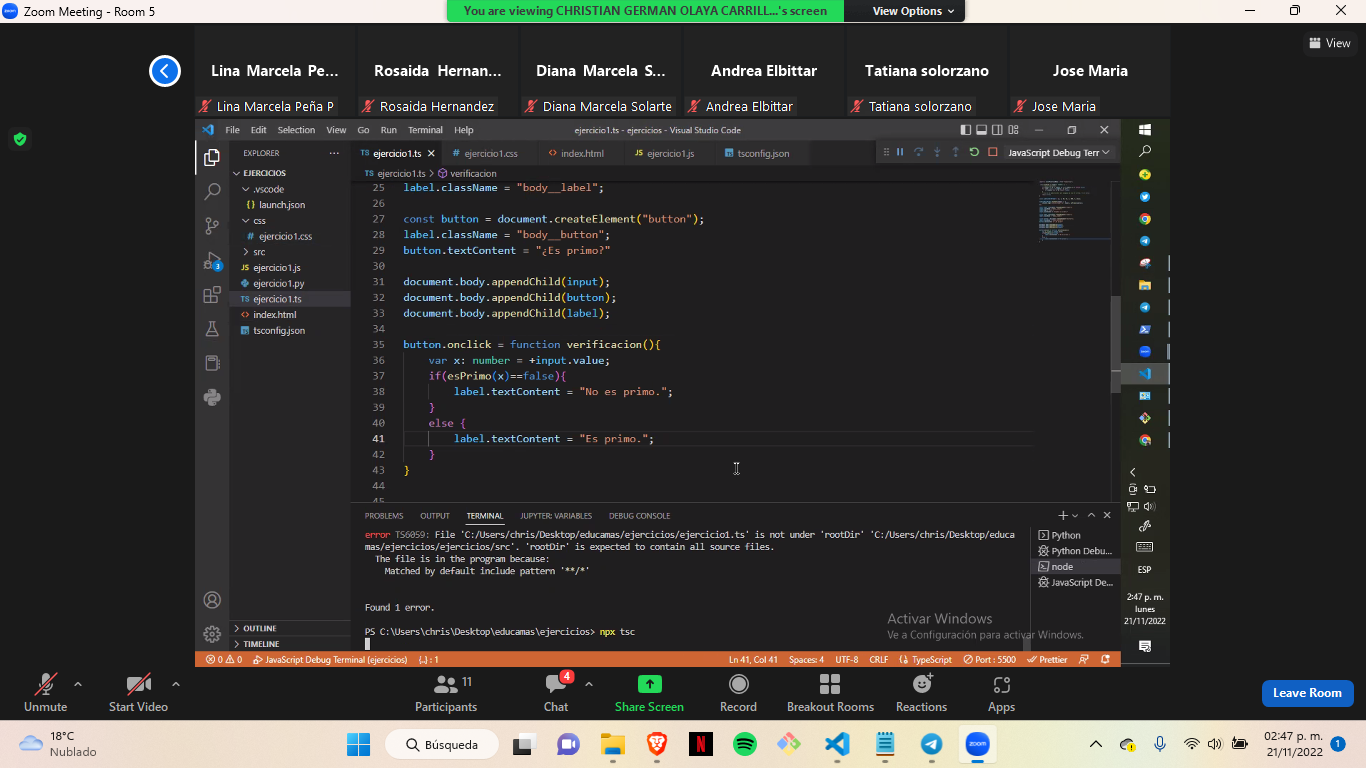 Zoom Meeting - Room 5
You are viewing CHRISTIAN GERMAN OLAYA CARRILL...'s screen
View Options
View
Lina Marcela Pe...
Rosaida Hernan...
Diana Marcela S...
Andrea Elbittar
Tatiana solorzano
Jose Maria
Lina Marcela Peña P
Rosaida Hernandez
Diana Marcela Solarte
Andrea Elbittar
Tatiana solorzano
Jose Maria
File Edit Selection View Go Run Terminal Help
ejercicio1.ts - ejercicios - Visual Studio Code
EXPLORER
TS ejercicio1.ts
# ejercicio1.css
<> index.html
JS ejercicio1.js
tsconfig.json
JavaScript Debug Terr
EJERCICIOS
.vscode
{} launch.json
css
# ejercicio1.css
src
JS ejercicio1.js
ejercicio1.py
TS ejercicio1.ts
<> index.html
tsconfig.json
OUTLINE
TIMELINE
3
TS ejercicio1.ts > verificacion
25 label.className = "body__label";
26
27 const button = document.createElement("button");
28 label.className = "body__button";
29 button.textContent = "¿Es primo?"
30
31 document.body.appendChild(input);
32 document.body.appendChild(button);
33 document.body.appendChild(label);
34
35 button.onclick = function verificacion(){
36 var x: number = +input.value;
37 if(esPrimo(x)==false){
38 label.textContent = "No es primo.";
39 }
40 else {
41 label.textContent = "Es primo.";
42 }
43 }
44
45
PROBLEMS OUTPUT TERMINAL JUPYTER: VARIABLES DEBUG CONSOLE
error TS6059: File 'C:/Users/chris/Desktop/educamas/ejercicios/ejercicio1.ts' is not under 'rootDir' 'C:/Users/chris/Desktop/educa
mas/ejercicios/ejercicios/src'. 'rootDir' is expected to contain all source files.
The file is in the program because:
Matched by default include pattern '**/*'
Found 1 error.
PS C:\Users\chris\Desktop\educamas\ejercicios> npx tsc
Python
Python Debu...
node
JavaScript De...
Activar Windows
Ve a Configuración para activar Windows.
ESP
2:47 p. m.
lunes
21/11/2022
0 0 JavaScript Debug Terminal (ejercicios) {..} : 1
Ln 41, Col 41 Spaces: 4 UTF-8 CRLF TypeScript Port : 5500 Prettier
Unmute
Start Video
Participants
11
Chat
4
Share Screen
Record
Breakout Rooms
Reactions
Apps
Leave Room
18°C
Nublado
Búsqueda
zoom
02:47 p. m.
21/11/2022
1